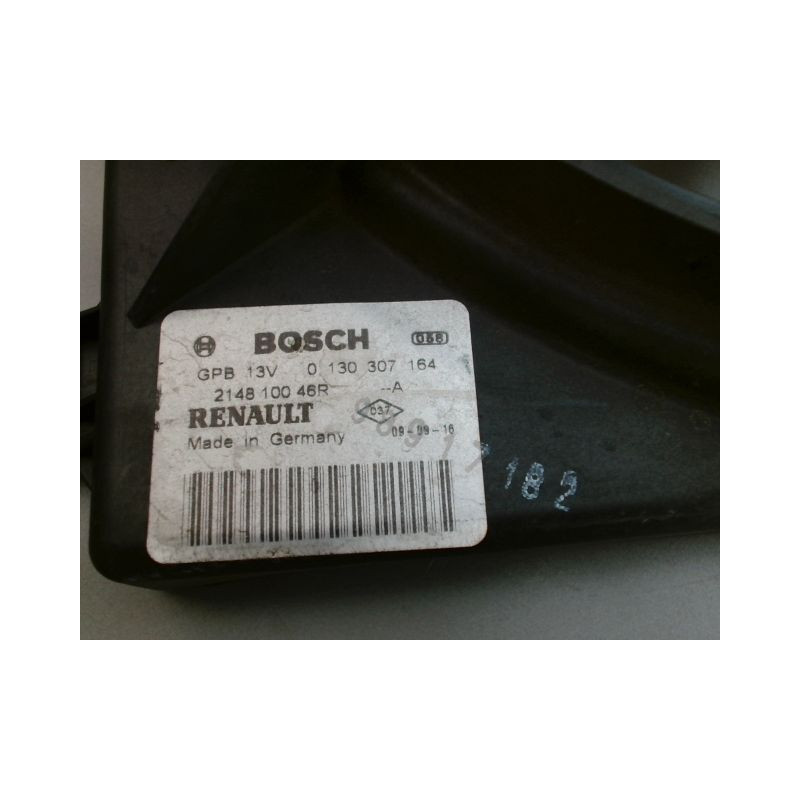 BOSCH 038
GPB 13V 0 130 307 164
2148 100 46R --A
RENAULT 037
Made in Germany 09-09-16
182